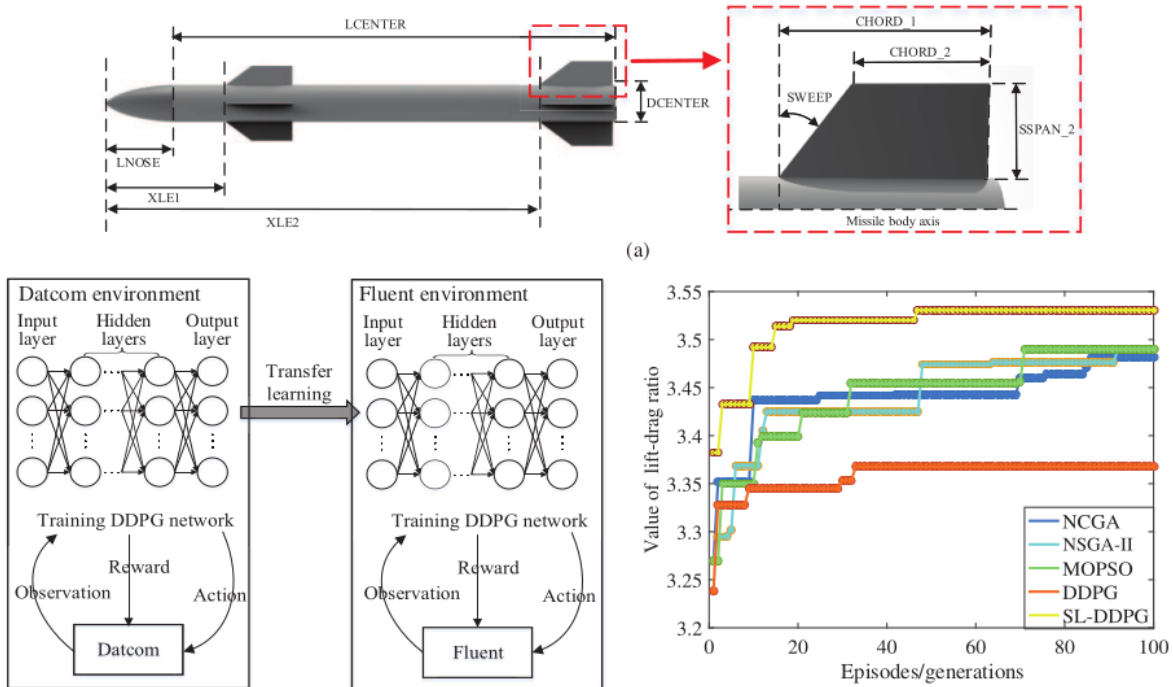 LCENTER
DCENTER
LNOSE
XLE1
XLE2
CHORD_1
CHORD_2
SWEEP
SSPAN_2
Missile body axis
(a)
Datcom environment
Input layer
Hidden layers
Output layer
Training DDPG network
Observation
Reward
Action
Datcom
Transfer learning
Fluent environment
Input layer
Hidden layers
Output layer
Training DDPG network
Observation
Reward
Action
Fluent
Value of lift-drag ratio
3.55
3.5
3.45
3.4
3.35
3.3
3.25
3.2
0 20 40 60 80 100
Episodes/generations
NCGA
NSGA-II
MOPSO
DDPG
SL-DDPG